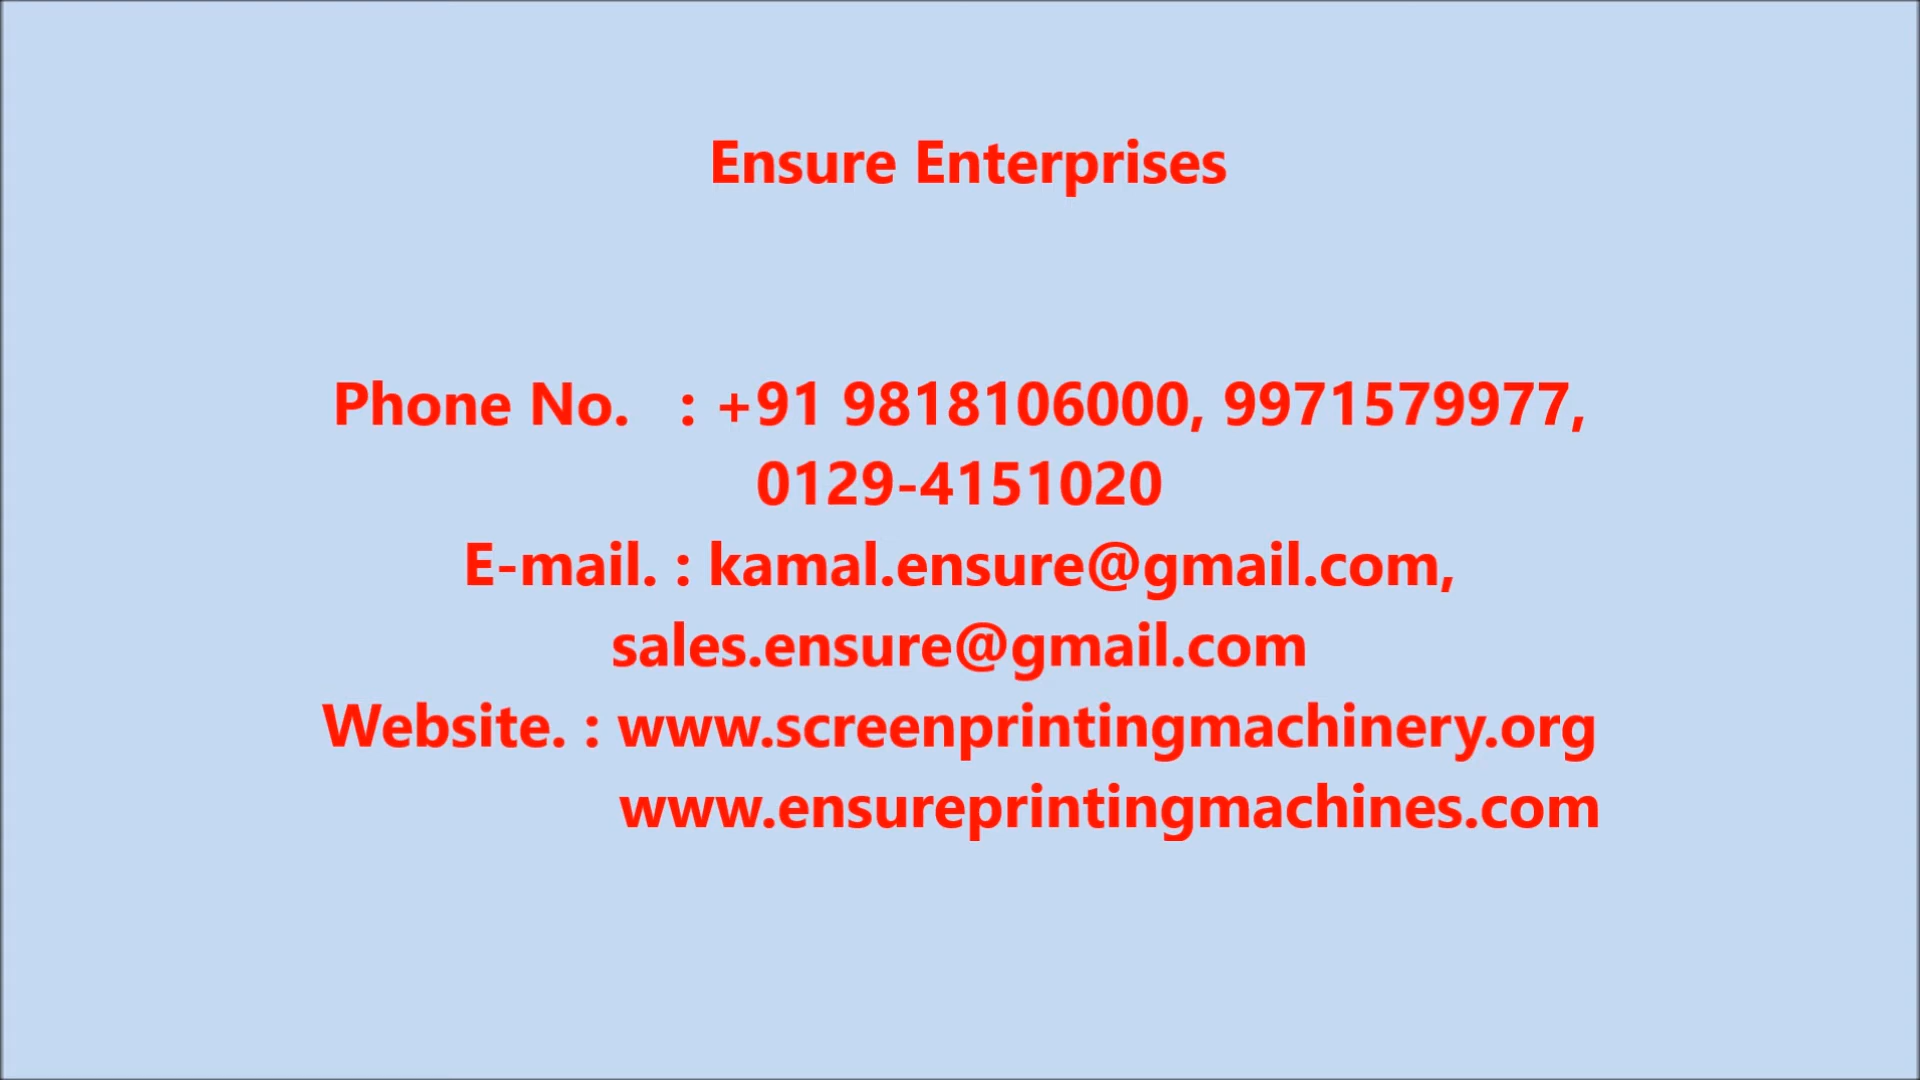 Ensure Enterprises
Phone No. : +91 9818106000, 9971579977,
0129-4151020
E-mail. : kamal.ensure@gmail.com,
sales.ensure@gmail.com
Website. : www.screenprintingmachinery.org
www.ensureprintingmachines.com